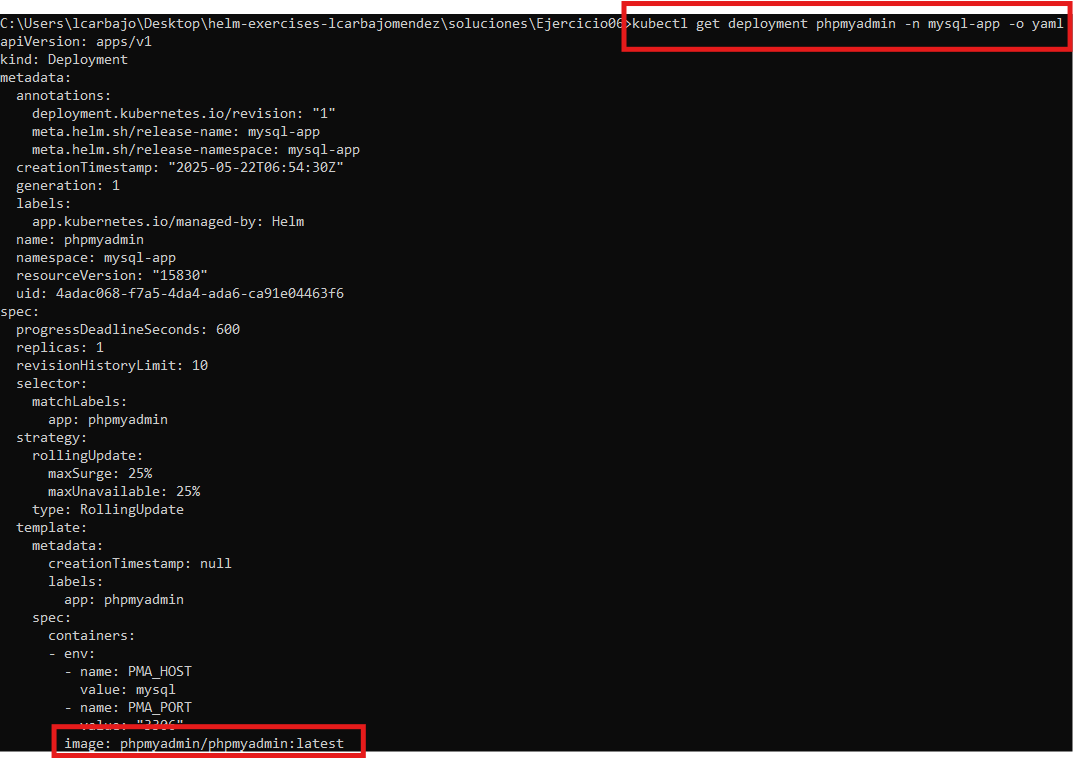 C:\Users\lcarbajo\Desktop\helm-exercises-lcarbajomendez\soluciones\Ejercicio06>kubectl get deployment phpmyadmin -n mysql-app -o yaml
apiVersion: apps/v1
kind: Deployment
metadata:
  annotations:
    deployment.kubernetes.io/revision: "1"
    meta.helm.sh/release-name: mysql-app
    meta.helm.sh/release-namespace: mysql-app
  creationTimestamp: "2025-05-22T06:54:30Z"
  generation: 1
  labels:
    app.kubernetes.io/managed-by: Helm
  name: phpmyadmin
  namespace: mysql-app
  resourceVersion: "15830"
  uid: 4adac068-f7a5-4da4-ada6-ca91e04463f6
spec:
  progressDeadlineSeconds: 600
  replicas: 1
  revisionHistoryLimit: 10
  selector:
    matchLabels:
      app: phpmyadmin
  strategy:
    rollingUpdate:
      maxSurge: 25%
      maxUnavailable: 25%
    type: RollingUpdate
  template:
    metadata:
      creationTimestamp: null
      labels:
        app: phpmyadmin
    spec:
      containers:
      - env:
        - name: PMA_HOST
          value: mysql
        - name: PMA_PORT
          value: "3306"
        image: phpmyadmin/phpmyadmin:latest